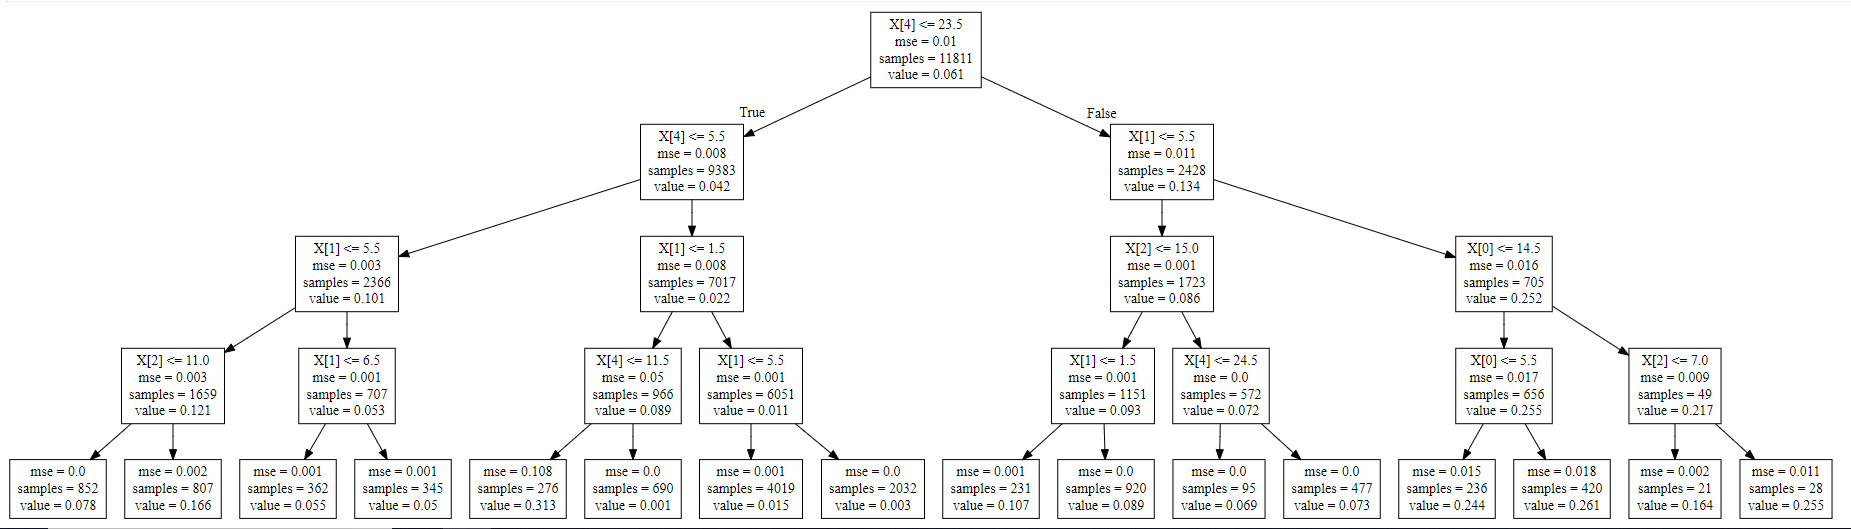 X[4] <= 23.5
mse = 0.01
samples = 11811
value = 0.061
True
False
X[4] <= 5.5
mse = 0.008
samples = 9383
value = 0.042
X[1] <= 5.5
mse = 0.011
samples = 2428
value = 0.134
X[1] <= 5.5
mse = 0.003
samples = 2366
value = 0.101
X[1] <= 1.5
mse = 0.008
samples = 7017
value = 0.022
X[2] <= 15.0
mse = 0.001
samples = 1723
value = 0.086
X[0] <= 14.5
mse = 0.016
samples = 705
value = 0.252
X[2] <= 11.0
mse = 0.003
samples = 1659
value = 0.121
X[1] <= 6.5
mse = 0.001
samples = 707
value = 0.053
X[4] <= 11.5
mse = 0.05
samples = 966
value = 0.089
X[1] <= 5.5
mse = 0.001
samples = 6051
value = 0.011
X[1] <= 1.5
mse = 0.001
samples = 1151
value = 0.093
X[4] <= 24.5
mse = 0.0
samples = 572
value = 0.072
X[0] <= 5.5
mse = 0.017
samples = 656
value = 0.255
X[2] <= 7.0
mse = 0.009
samples = 49
value = 0.217
mse = 0.0
samples = 852
value = 0.078
mse = 0.002
samples = 807
value = 0.166
mse = 0.001
samples = 362
value = 0.055
mse = 0.001
samples = 345
value = 0.05
mse = 0.108
samples = 276
value = 0.313
mse = 0.0
samples = 690
value = 0.001
mse = 0.001
samples = 4019
value = 0.015
mse = 0.0
samples = 2032
value = 0.003
mse = 0.001
samples = 231
value = 0.107
mse = 0.0
samples = 920
value = 0.089
mse = 0.0
samples = 95
value = 0.069
mse = 0.0
samples = 477
value = 0.073
mse = 0.015
samples = 236
value = 0.244
mse = 0.018
samples = 420
value = 0.261
mse = 0.002
samples = 21
value = 0.164
mse = 0.011
samples = 28
value = 0.255